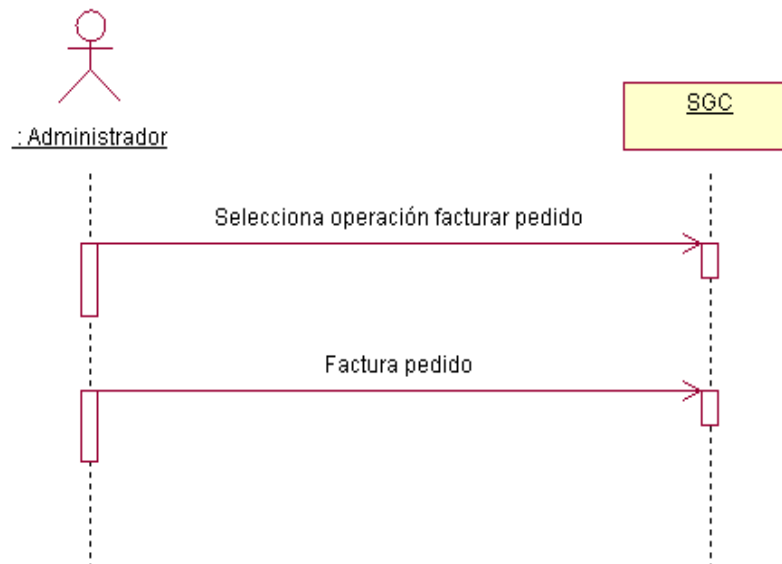 SGC
: Administrador
Selecciona operación facturar pedido
Factura pedido